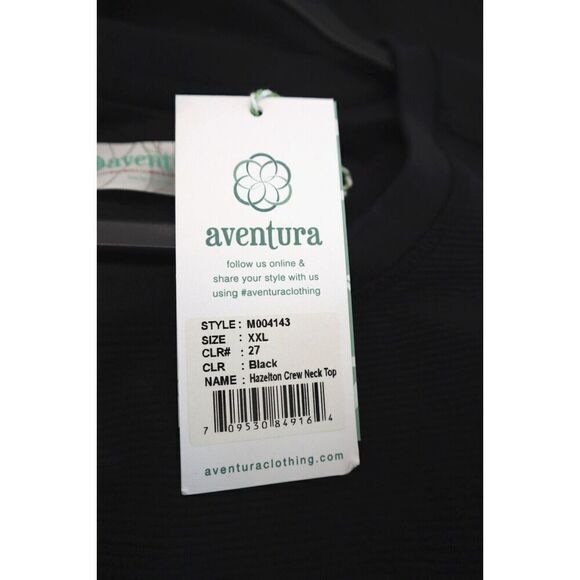 aventu
aventura
follow us online &
share your style with us
using #aventuraclothing
STYLE : M004143
SIZE : XXL
CLR# : 27
CLR : Black
NAME : Hazelton Crew Neck Top
7 09530 84916 4
aventuraclothing.com